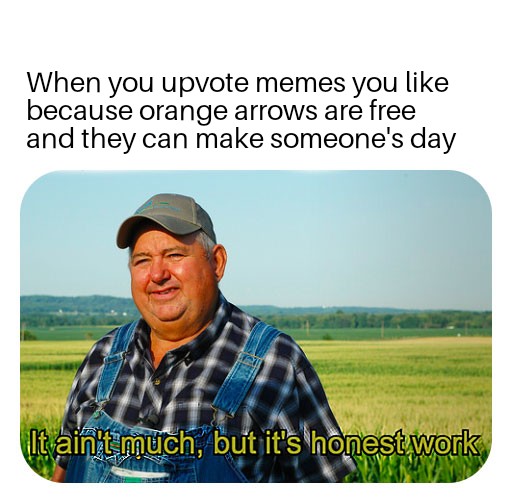 When you upvote memes you like
because orange arrows are free
and they can make someone's day
It ain't much, but it's honest work